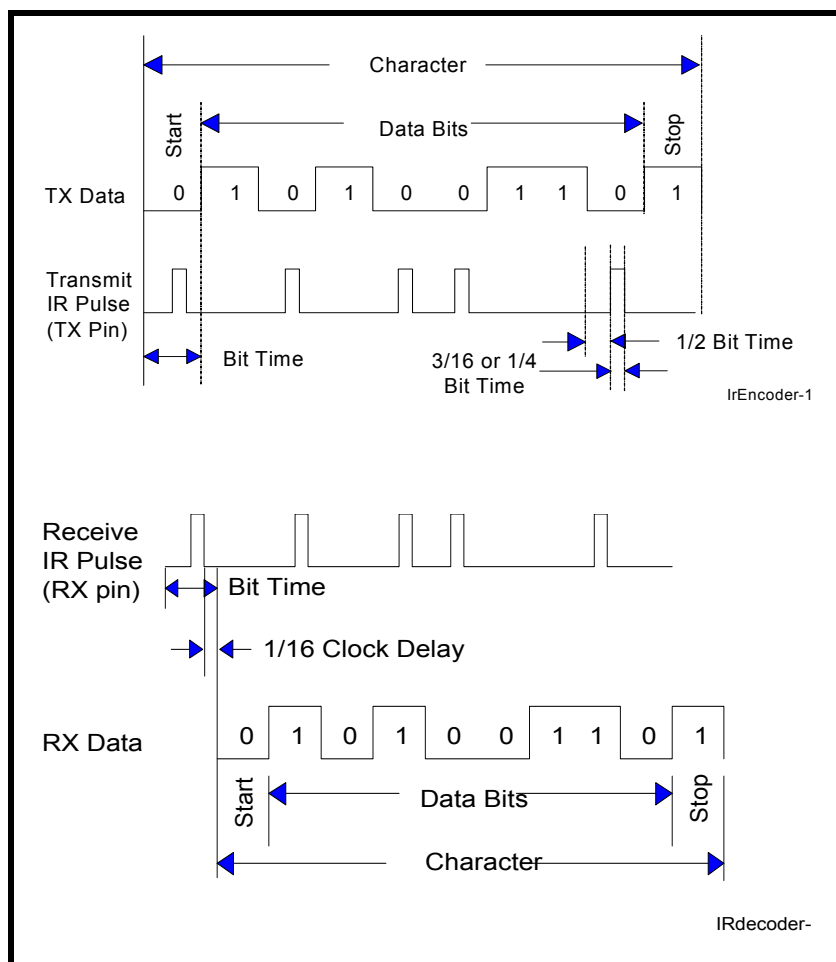 Character
Start
Data Bits
Stop
TX Data
0 1 0 1 0 0 1 1 0 1
Transmit
IR Pulse
(TX Pin)
Bit Time
1/2 Bit Time
3/16 or 1/4
Bit Time
IrEncoder-1
Receive
IR Pulse
(RX pin)
Bit Time
1/16 Clock Delay
RX Data
0 1 0 1 0 0 1 1 0 1
Start
Data Bits
Stop
Character
IRdecoder-